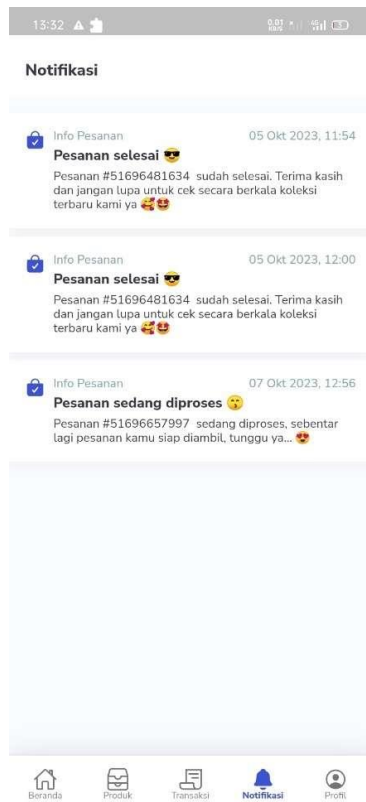 13:32
0.01
KB/S
4G
Notifikasi
Info Pesanan 05 Okt 2023, 11:54
Pesanan selesai 😎
Pesanan #51696481634 sudah selesai. Terima kasih
dan jangan lupa untuk cek secara berkala koleksi
terbaru kami ya 🥰🤩
Info Pesanan 05 Okt 2023, 12:00
Pesanan selesai 😎
Pesanan #51696481634 sudah selesai. Terima kasih
dan jangan lupa untuk cek secara berkala koleksi
terbaru kami ya 🥰🤩
Info Pesanan 07 Okt 2023, 12:56
Pesanan sedang diproses 😙
Pesanan #51696657997 sedang diproses, sebentar
lagi pesanan kamu siap diambil, tunggu ya... 😍
Beranda Produk Transaksi Notifikasi Profil